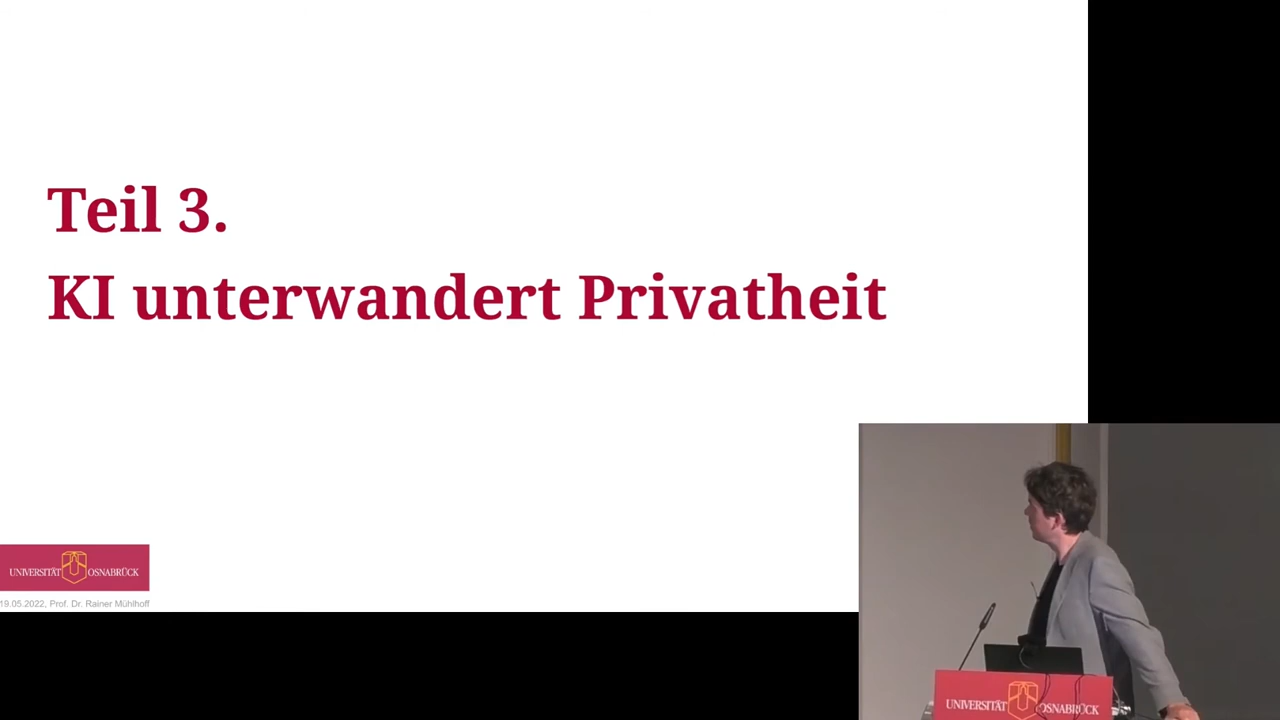 Teil 3.
KI unterwandert Privatheit
UNIVERSITÄT OSNABRÜCK
19.05.2022, Prof. Dr. Rainer Mühlhoff
UNIVERSITÄT OSNABRÜCK